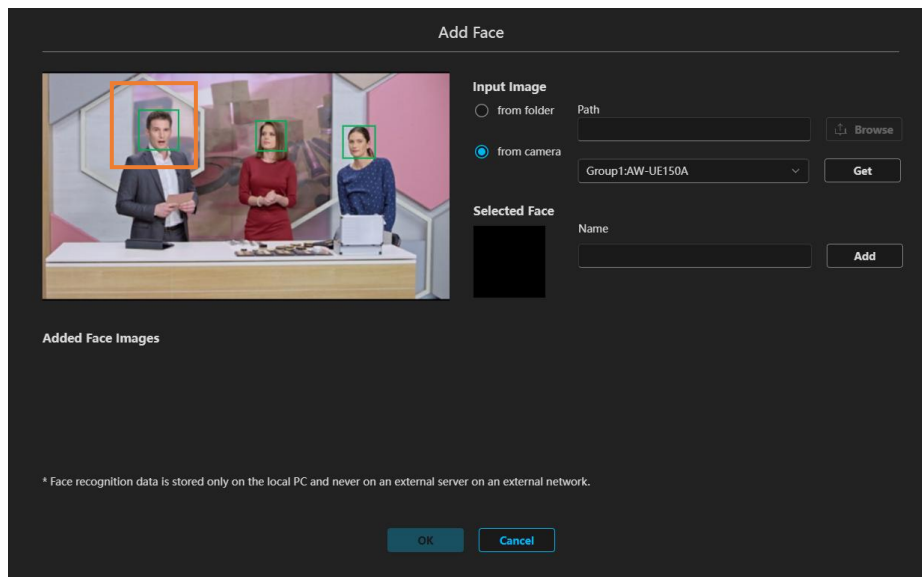 Add Face
Input Image
from folder
Path
Browse
from camera
Group1:AW-UE150A
Get
Selected Face
Name
Add
Added Face Images
* Face recognition data is stored only on the local PC and never on an external server on an external network.
OK
Cancel